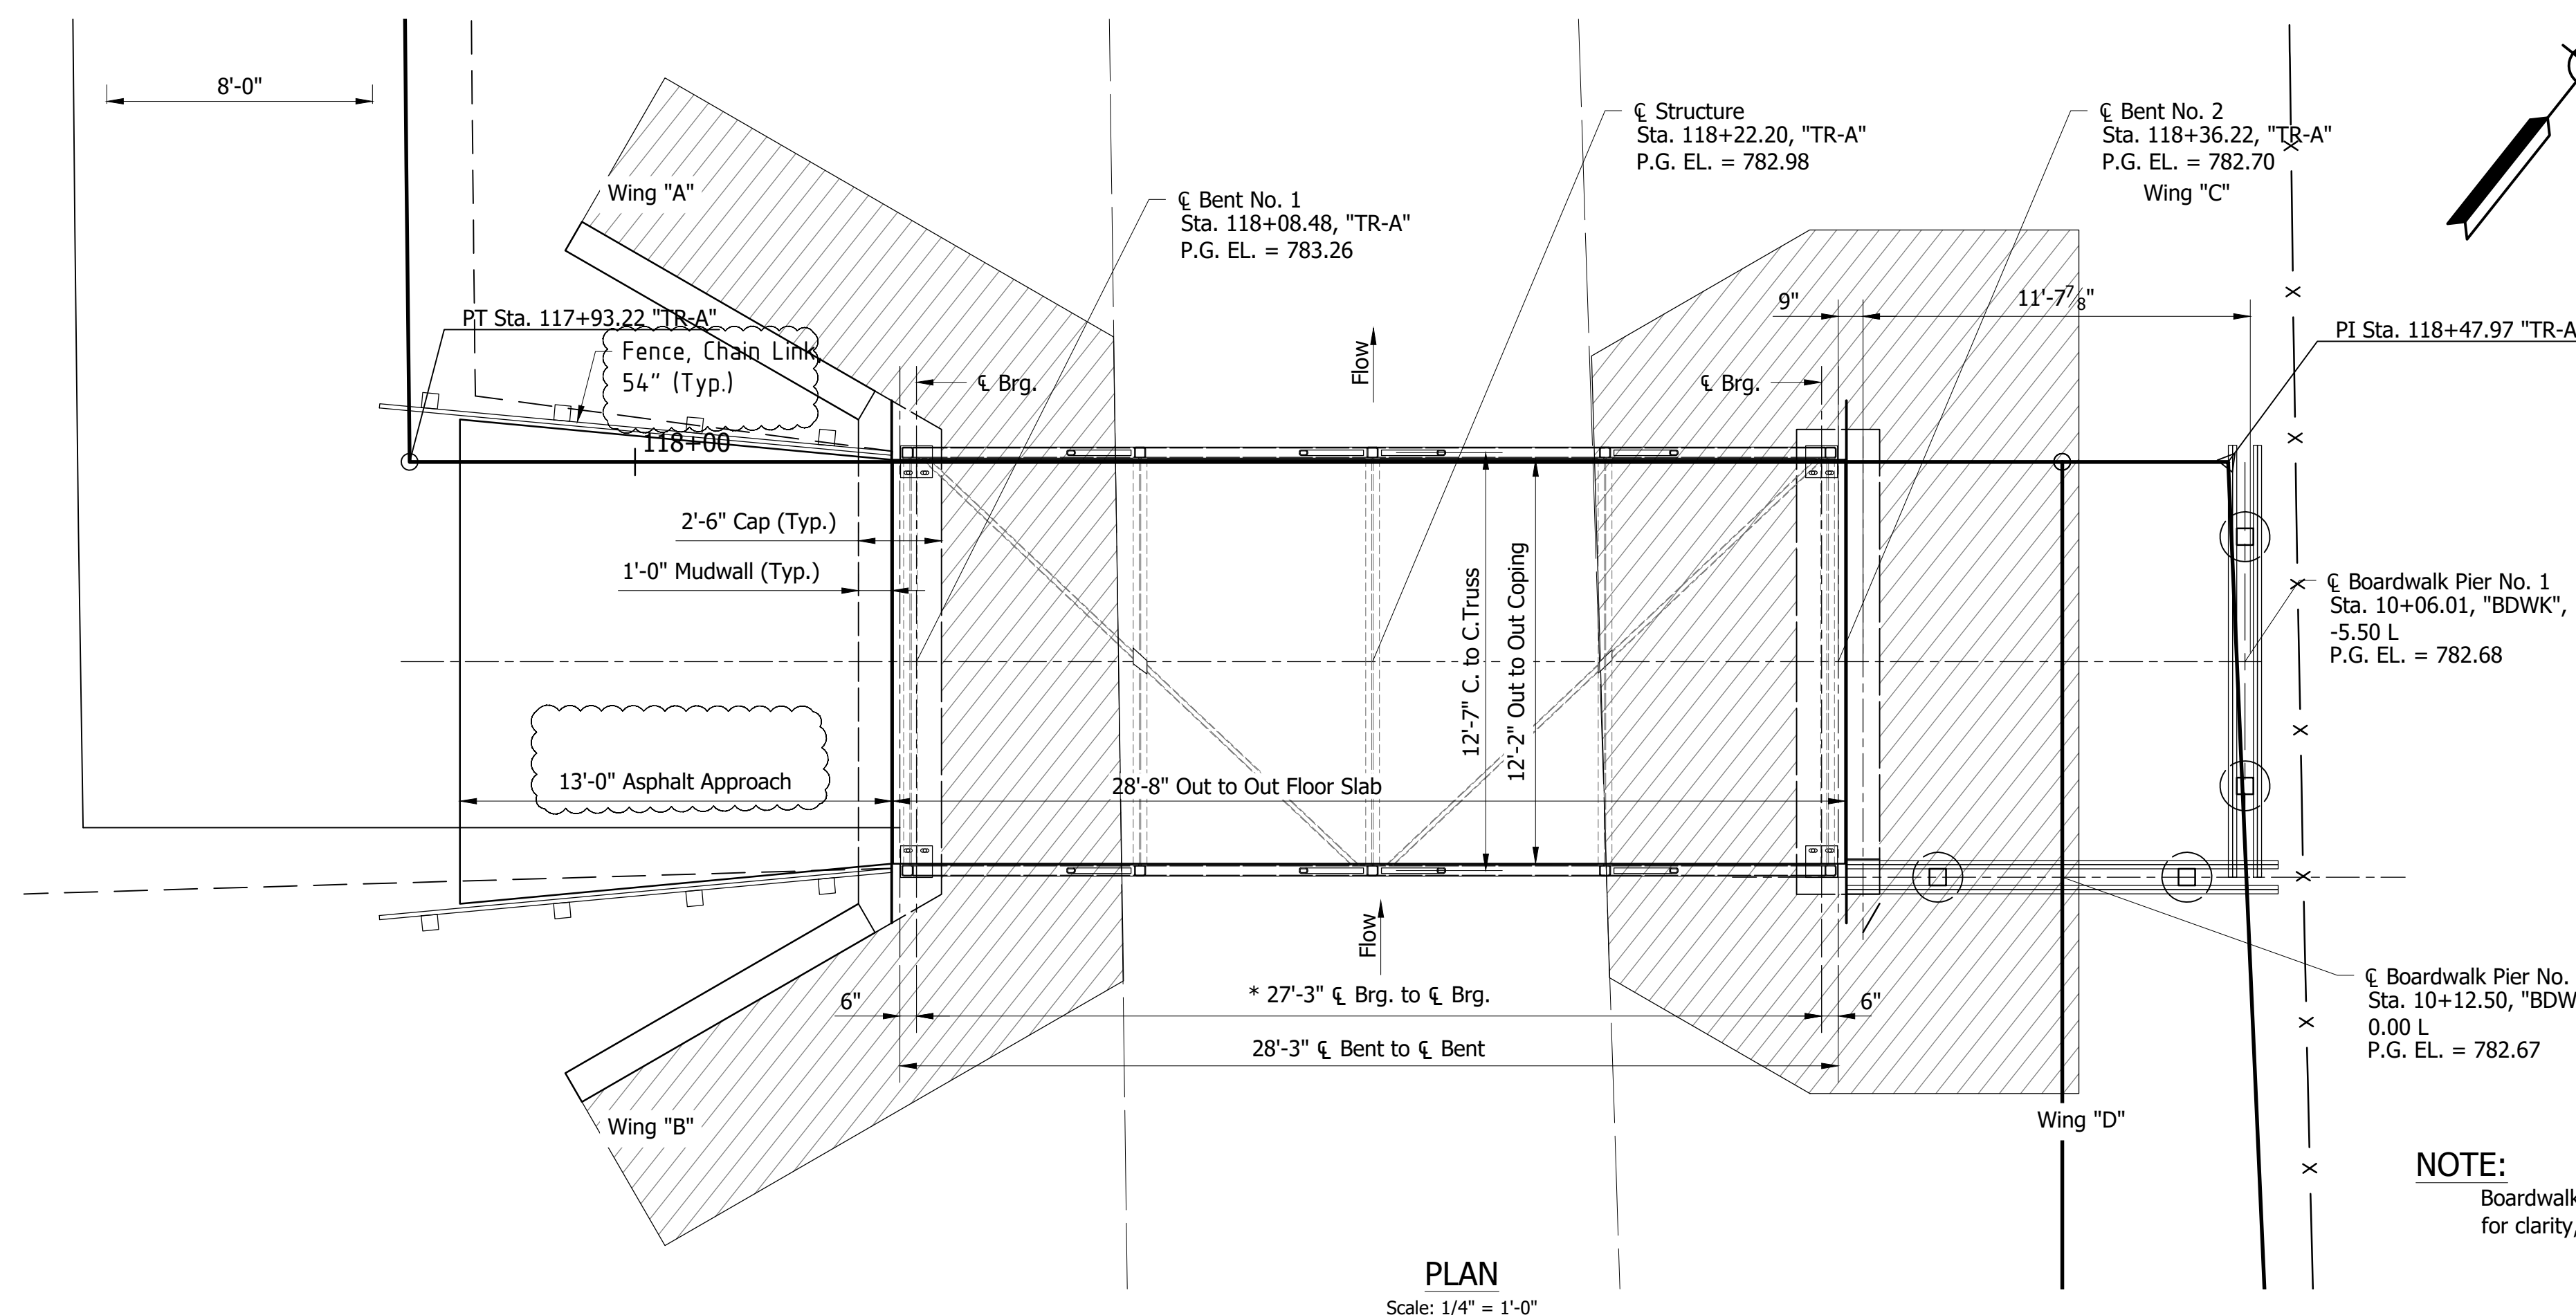 8'-0"
℄ Structure
Sta. 118+22.20, "TR-A"
P.G. EL. = 782.98
℄ Bent No. 2
Sta. 118+36.22, "TR-A"
P.G. EL. = 782.70
Wing "A"
Wing "C"
℄ Bent No. 1
Sta. 118+08.48, "TR-A"
P.G. EL. = 783.26
9"
11'-7⅞"
PT Sta. 117+93.22 "TR-A"
PI Sta. 118+47.97 "TR-A
Fence, Chain Link,
54" (Typ.)
℄ Brg.
Flow
℄ Brg.
118+00
X
X
X
X
X
X
X
X
2'-6" Cap (Typ.)
1'-0" Mudwall (Typ.)
12'-7" C. to C.Truss
12'-2" Out to Out Coping
℄ Boardwalk Pier No. 1
Sta. 10+06.01, "BDWK",
-5.50 L
P.G. EL. = 782.68
13'-0" Asphalt Approach
28'-8" Out to Out Floor Slab
Flow
6"
* 27'-3" ℄ Brg. to ℄ Brg.
6"
28'-3" ℄ Bent to ℄ Bent
℄ Boardwalk Pier No.
Sta. 10+12.50, "BDW
0.00 L
P.G. EL. = 782.67
Wing "B"
Wing "D"
NOTE:
Boardwalk
for clarity,
PLAN
Scale: 1/4" = 1'-0"